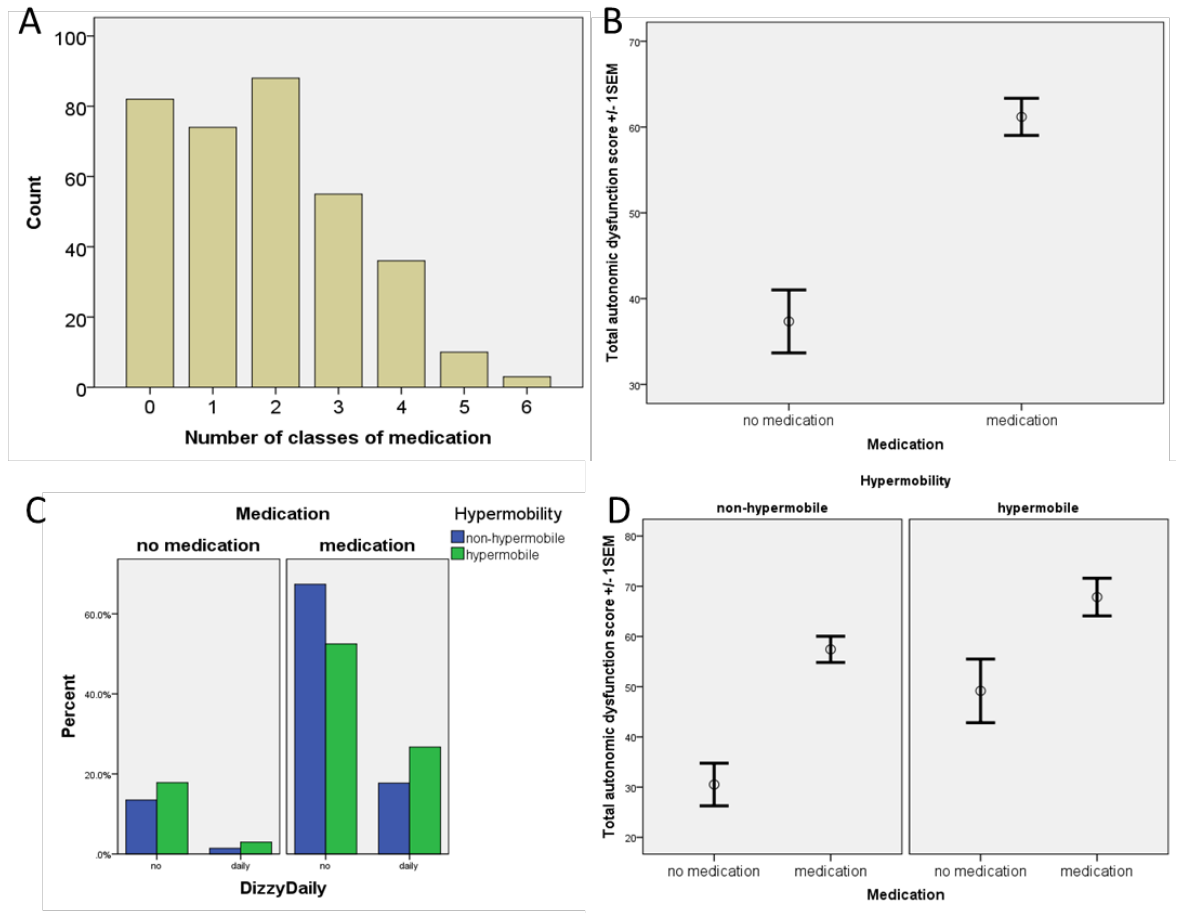 A
100
80
60
40
20
0
Count
0 1 2 3 4 5 6
Number of classes of medication
B
70
60
50
40
30
Total autonomic dysfunction score +/- 1SEM
no medication medication
Medication
C
Medication
no medication medication
Hypermobility
non-hypermobile
hypermobile
60.0%
40.0%
20.0%
.0%
Percent
no daily no daily
DizzyDaily
Hypermobility
D
non-hypermobile hypermobile
80
70
60
50
40
30
20
Total autonomic dysfunction score +/- 1SEM
no medication medication no medication medication
Medication